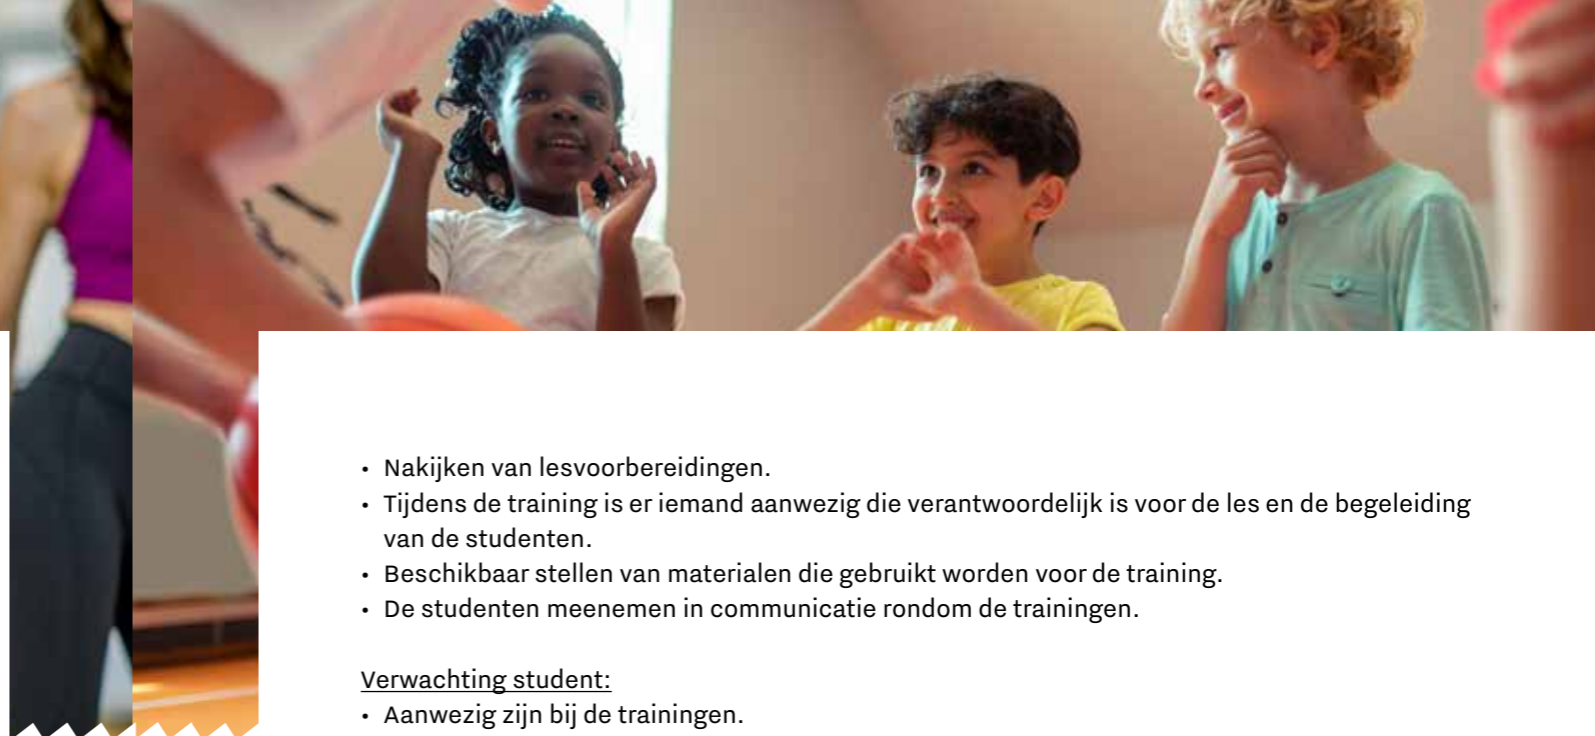 • Nakijken van lesvoorbereidingen.
• Tijdens de training is er iemand aanwezig die verantwoordelijk is voor de les en de begeleiding
van de studenten.
• Beschikbaar stellen van materialen die gebruikt worden voor de training.
• De studenten meenemen in communicatie rondom de trainingen.
Verwachting student:
• Aanwezig zijn bij de trainingen.